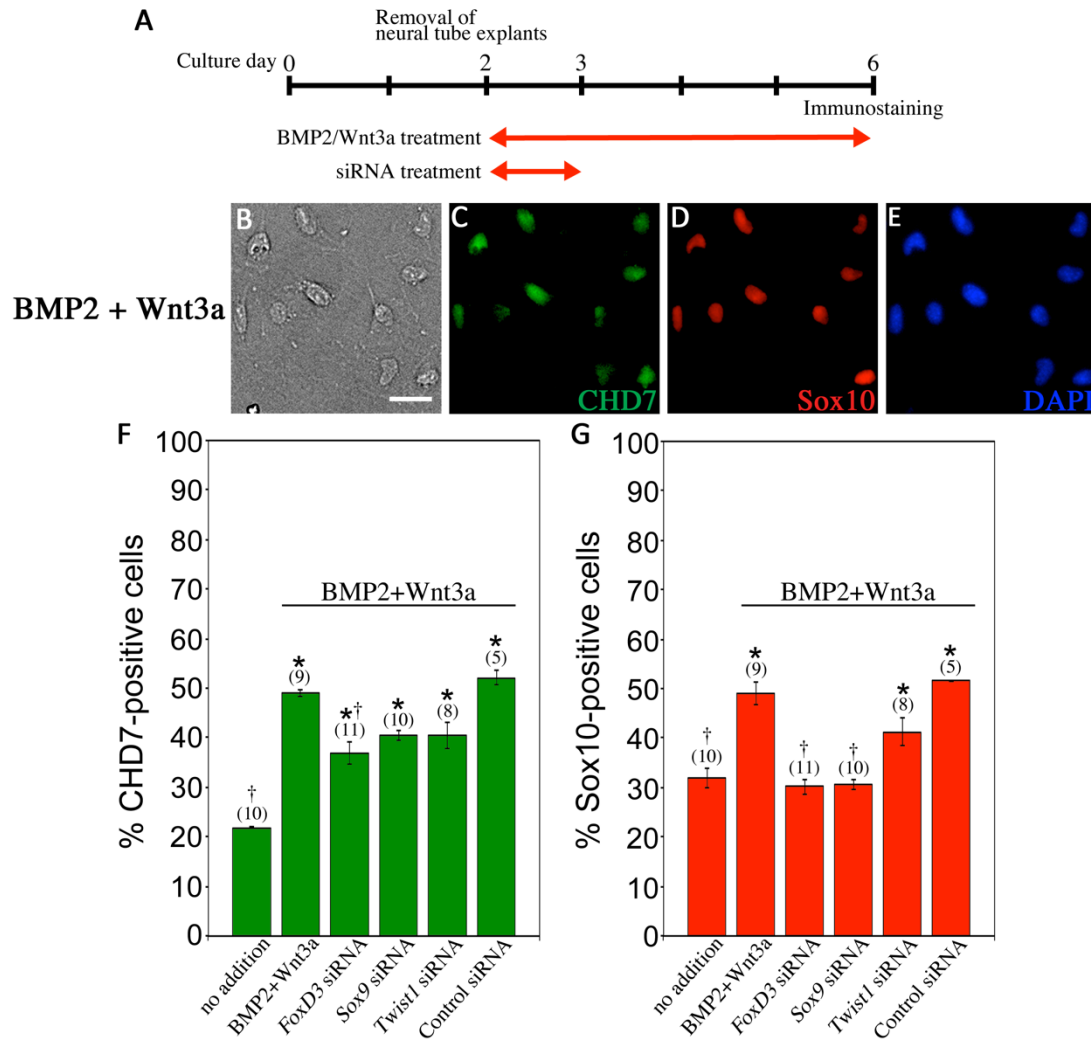 A
Removal of
neural tube explants
Culture day 0 2 3 6
Immunostaining
BMP2/Wnt3a treatment
siRNA treatment
BMP2 + Wnt3a
B
C
CHD7
D
Sox10
E
DAPI
F
% CHD7-positive cells
100
90
80
70
60
50
40
30
20
10
0
BMP2+Wnt3a
†
(10)
*
(9)
*†
(11)
*
(10)
*
(8)
*
(5)
no addition
BMP2+Wnt3a
FoxD3 siRNA
Sox9 siRNA
Twist1 siRNA
Control siRNA
G
% Sox10-positive cells
100
90
80
70
60
50
40
30
20
10
0
BMP2+Wnt3a
†
(10)
*
(9)
†
(11)
†
(10)
*
(8)
*
(5)
no addition
BMP2+Wnt3a
FoxD3 siRNA
Sox9 siRNA
Twist1 siRNA
Control siRNA